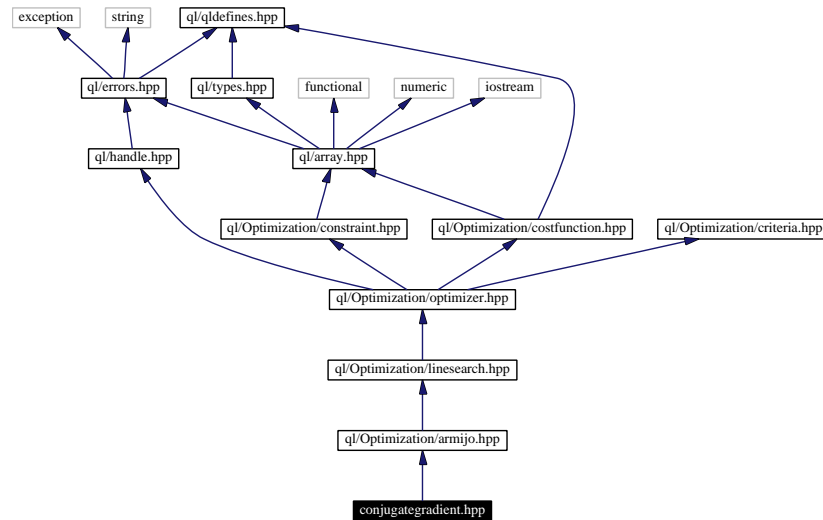 exception
string
ql/qldefines.hpp
ql/errors.hpp
ql/types.hpp
functional
numeric
iostream
ql/handle.hpp
ql/array.hpp
ql/Optimization/constraint.hpp
ql/Optimization/costfunction.hpp
ql/Optimization/criteria.hpp
ql/Optimization/optimizer.hpp
ql/Optimization/linesearch.hpp
ql/Optimization/armijo.hpp
conjugategradient.hpp